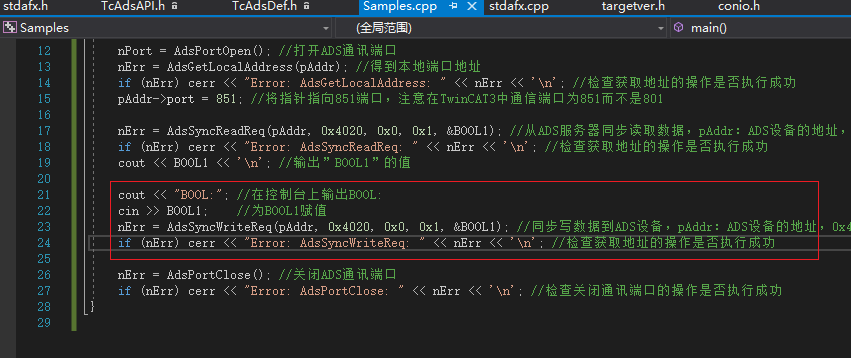 stdafx.h TcAdsAPI.h TcAdsDef.h Samples.cpp stdafx.cpp targetver.h conio.h
Samples (全局范围) main()
12 nPort = AdsPortOpen(); //打开ADS通讯端口
13 nErr = AdsGetLocalAddress(pAddr); //得到本地端口地址
14 if (nErr) cerr << "Error: AdsGetLocalAddress: " << nErr << '\n'; //检查获取地址的操作是否执行成功
15 pAddr->port = 851; //将指针指向851端口，注意在TwinCAT3中通信端口为851而不是801
16
17 nErr = AdsSyncReadReq(pAddr, 0x4020, 0x0, 0x1, &BOOL1); //从ADS服务器同步读取数据，pAddr：ADS设备的地址，
18 if (nErr) cerr << "Error: AdsSyncReadReq: " << nErr << '\n'; //检查获取地址的操作是否执行成功
19 cout << BOOL1 << '\n'; //输出”BOOL1”的值
20
21 cout << "BOOL:"; //在控制台上输出BOOL:
22 cin >> BOOL1; //为BOOL1赋值
23 nErr = AdsSyncWriteReq(pAddr, 0x4020, 0x0, 0x1, &BOOL1); //同步写数据到ADS设备，pAddr：ADS设备的地址，0x4
24 if (nErr) cerr << "Error: AdsSyncWriteReq: " << nErr << '\n'; //检查获取地址的操作是否执行成功
25
26 nErr = AdsPortClose(); //关闭ADS通讯端口
27 if (nErr) cerr << "Error: AdsPortClose: " << nErr << '\n'; //检查关闭通讯端口的操作是否执行成功
28 }
29